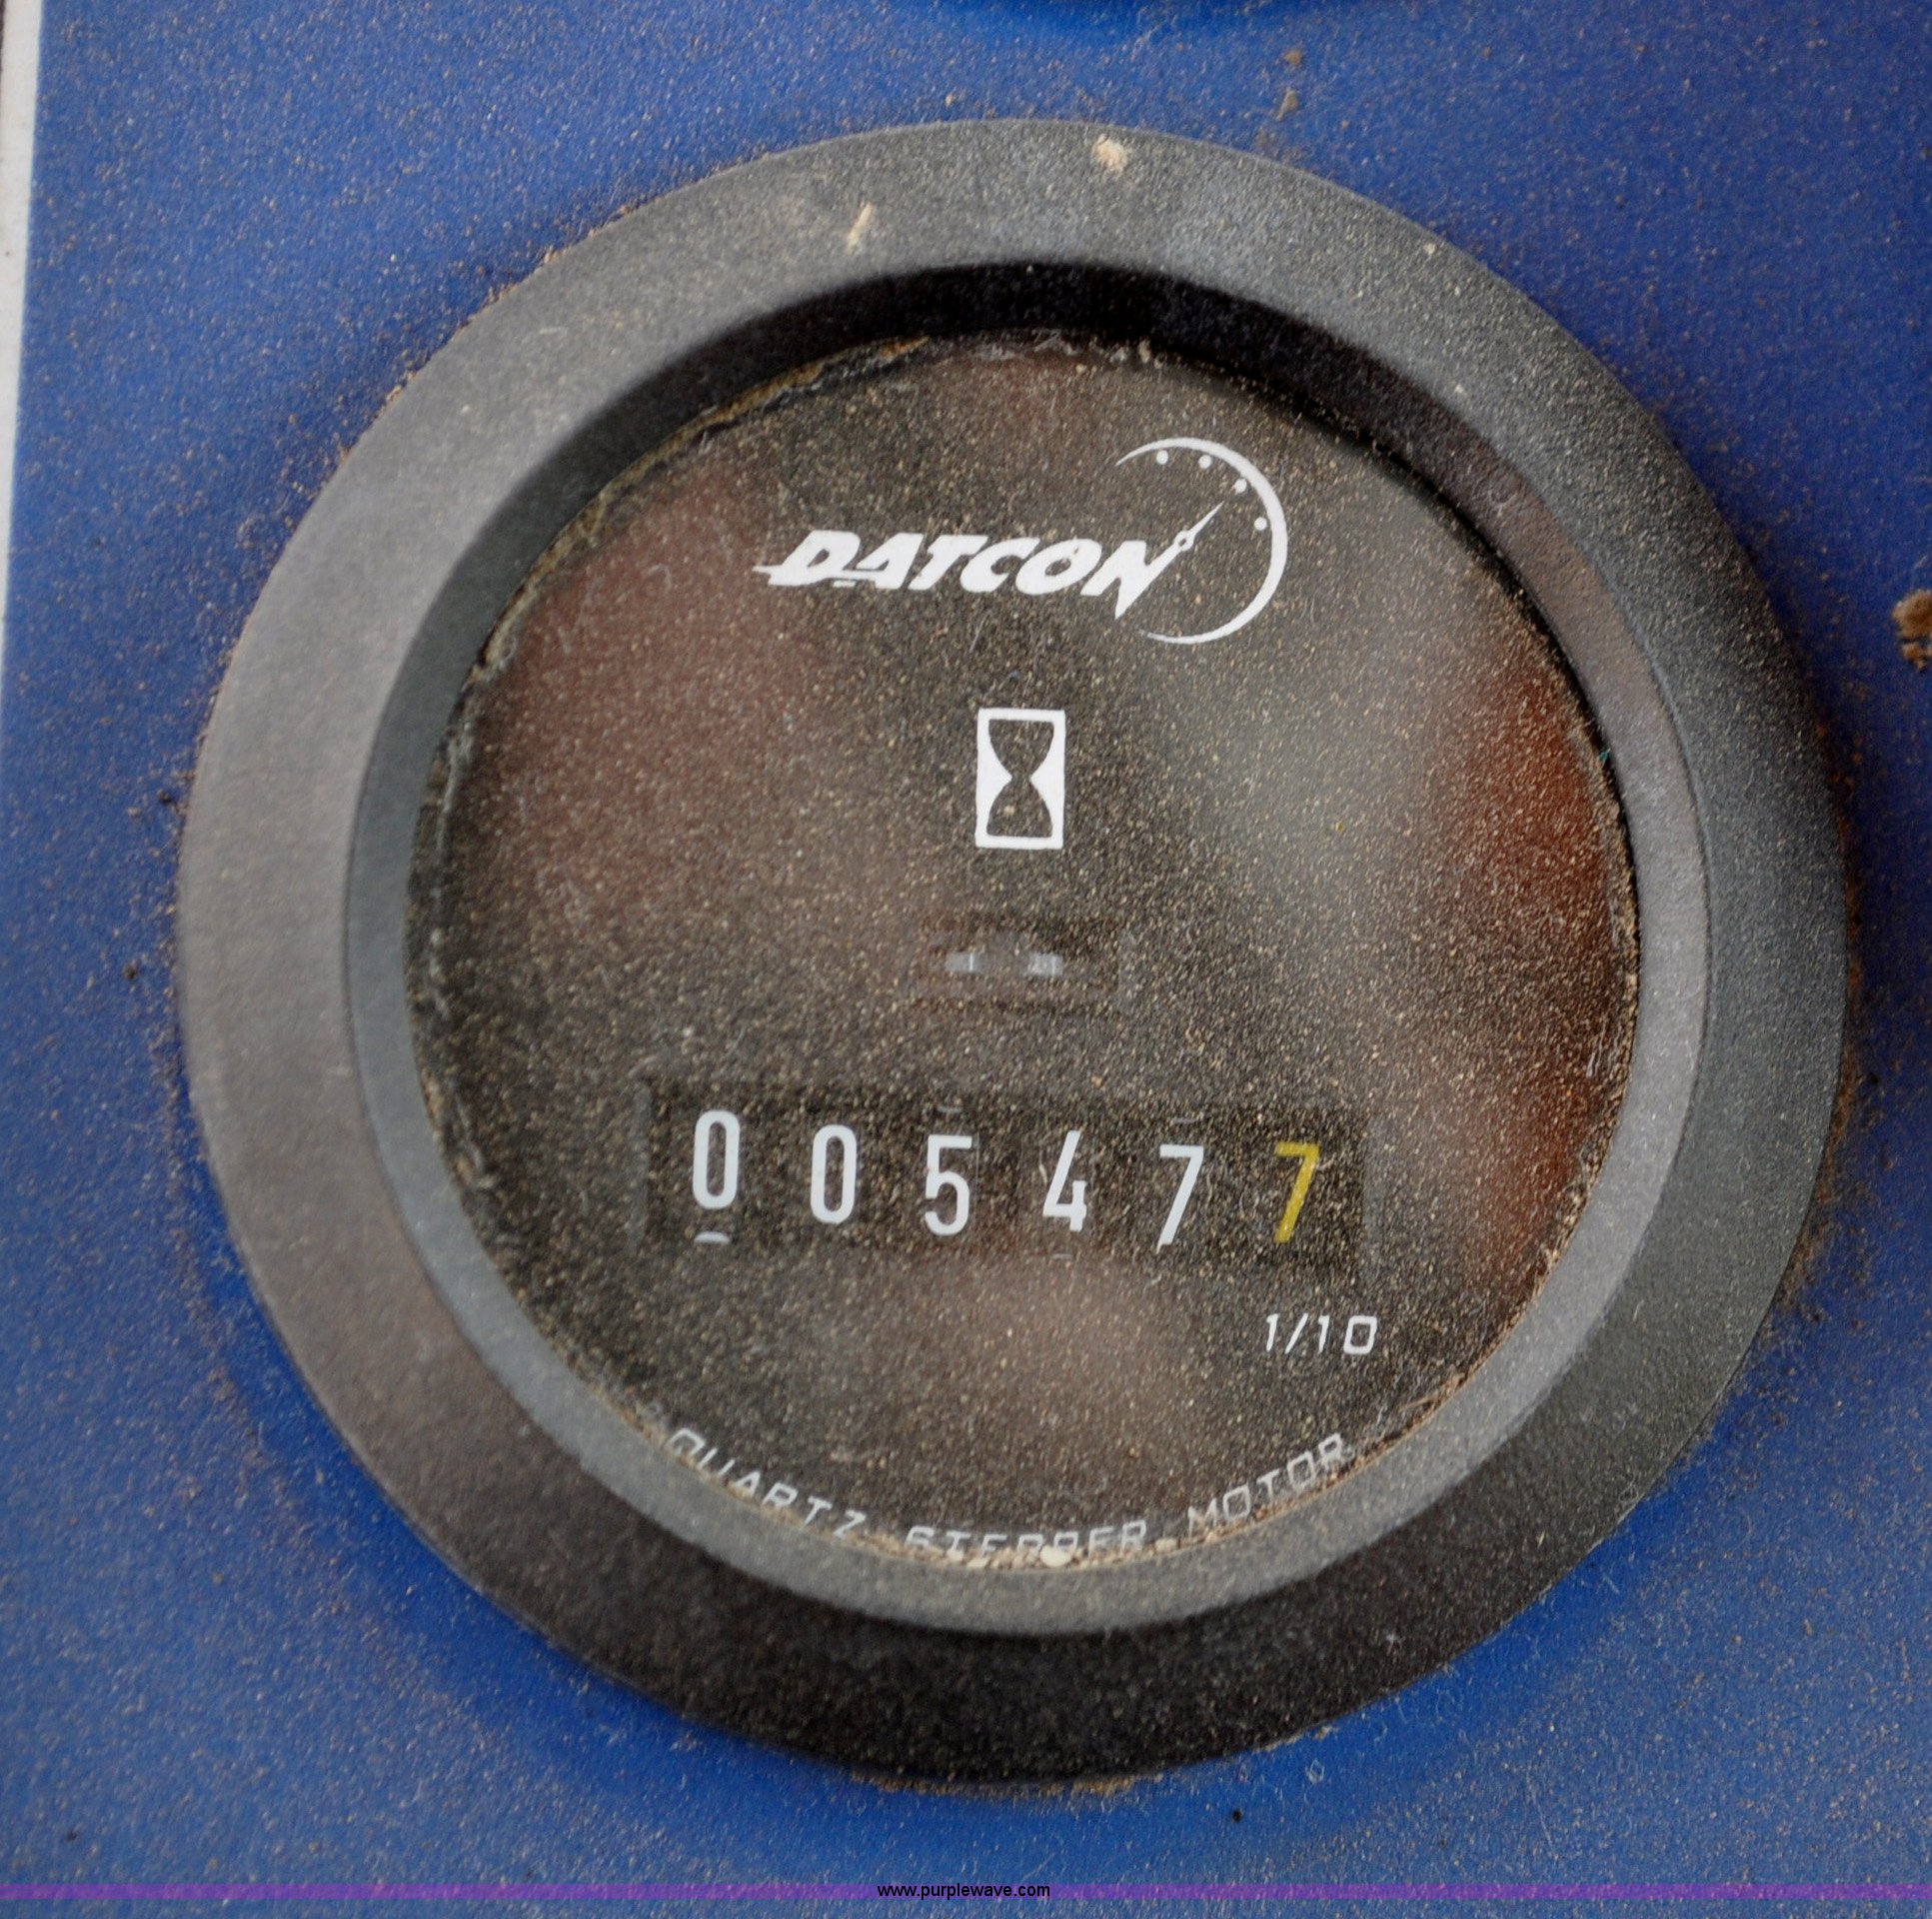 DATCON
005477
1/10
QUARTZ STEPPER MOTOR
www.purplewave.com